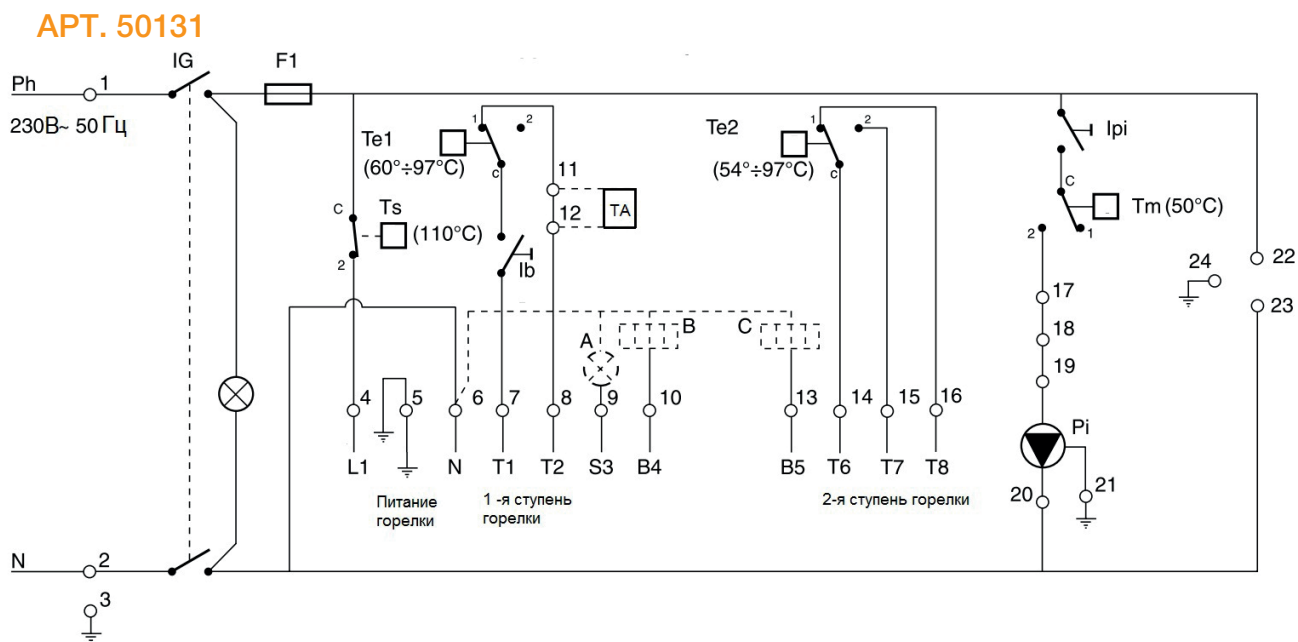 АРТ. 50131
Ph
1
IG
F1
230В~ 50 Гц
Te1
(60°÷97°C)
1
2
c
11
12
TA
Te2
(54°÷97°C)
1
2
c
Ipi
C
Tm (50°C)
2
1
C
Ts
(110°C)
2
Ib
24
22
23
17
18
19
A
B
C
4
5
6
7
8
9
10
13
14
15
16
Pi
L1
N
T1
T2
S3
B4
B5
T6
T7
T8
20
21
Питание
горелки
1 -я ступень
горелки
2-я ступень горелки
N
2
3